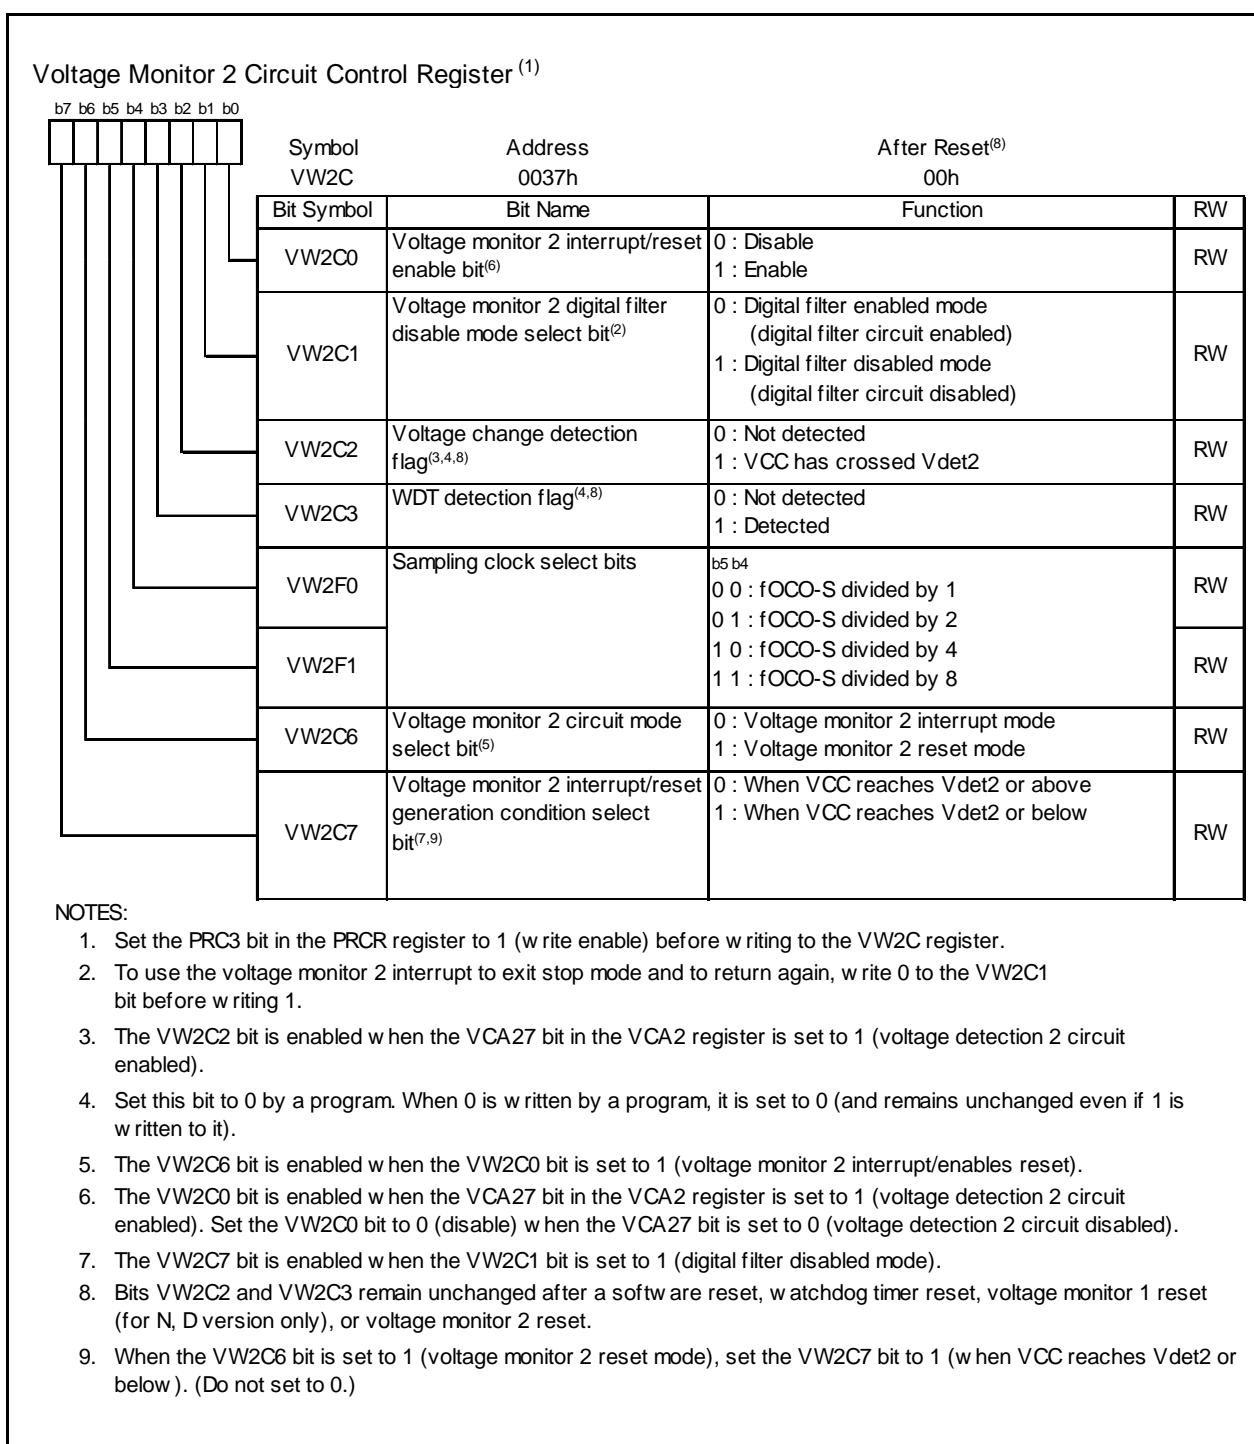 Voltage Monitor 2 Circuit Control Register (1)
b7 b6 b5 b4 b3 b2 b1 b0
Symbol Address After Reset(8)
VW2C 0037h 00h
Bit Symbol Bit Name Function RW
VW2C0 Voltage monitor 2 interrupt/reset enable bit(6) 0 : Disable RW
1 : Enable
VW2C1 Voltage monitor 2 digital filter disable mode select bit(2) 0 : Digital filter enabled mode RW
(digital filter circuit enabled)
1 : Digital filter disabled mode
(digital filter circuit disabled)
VW2C2 Voltage change detection flag(3,4,8) 0 : Not detected RW
1 : VCC has crossed Vdet2
VW2C3 WDT detection flag(4,8) 0 : Not detected RW
1 : Detected
VW2F0 Sampling clock select bits b5 b4 RW
0 0 : fOCO-S divided by 1
0 1 : fOCO-S divided by 2
VW2F1 1 0 : fOCO-S divided by 4 RW
1 1 : fOCO-S divided by 8
VW2C6 Voltage monitor 2 circuit mode select bit(5) 0 : Voltage monitor 2 interrupt mode RW
1 : Voltage monitor 2 reset mode
VW2C7 Voltage monitor 2 interrupt/reset generation condition select bit(7,9) 0 : When VCC reaches Vdet2 or above RW
1 : When VCC reaches Vdet2 or below
NOTES:
1. Set the PRC3 bit in the PRCR register to 1 (write enable) before writing to the VW2C register.
2. To use the voltage monitor 2 interrupt to exit stop mode and to return again, write 0 to the VW2C1
bit before writing 1.
3. The VW2C2 bit is enabled when the VCA27 bit in the VCA2 register is set to 1 (voltage detection 2 circuit
enabled).
4. Set this bit to 0 by a program. When 0 is written by a program, it is set to 0 (and remains unchanged even if 1 is
written to it).
5. The VW2C6 bit is enabled when the VW2C0 bit is set to 1 (voltage monitor 2 interrupt/enables reset).
6. The VW2C0 bit is enabled when the VCA27 bit in the VCA2 register is set to 1 (voltage detection 2 circuit
enabled). Set the VW2C0 bit to 0 (disable) when the VCA27 bit is set to 0 (voltage detection 2 circuit disabled).
7. The VW2C7 bit is enabled when the VW2C1 bit is set to 1 (digital filter disabled mode).
8. Bits VW2C2 and VW2C3 remain unchanged after a software reset, watchdog timer reset, voltage monitor 1 reset
(for N, D version only), or voltage monitor 2 reset.
9. When the VW2C6 bit is set to 1 (voltage monitor 2 reset mode), set the VW2C7 bit to 1 (when VCC reaches Vdet2 or
below). (Do not set to 0.)